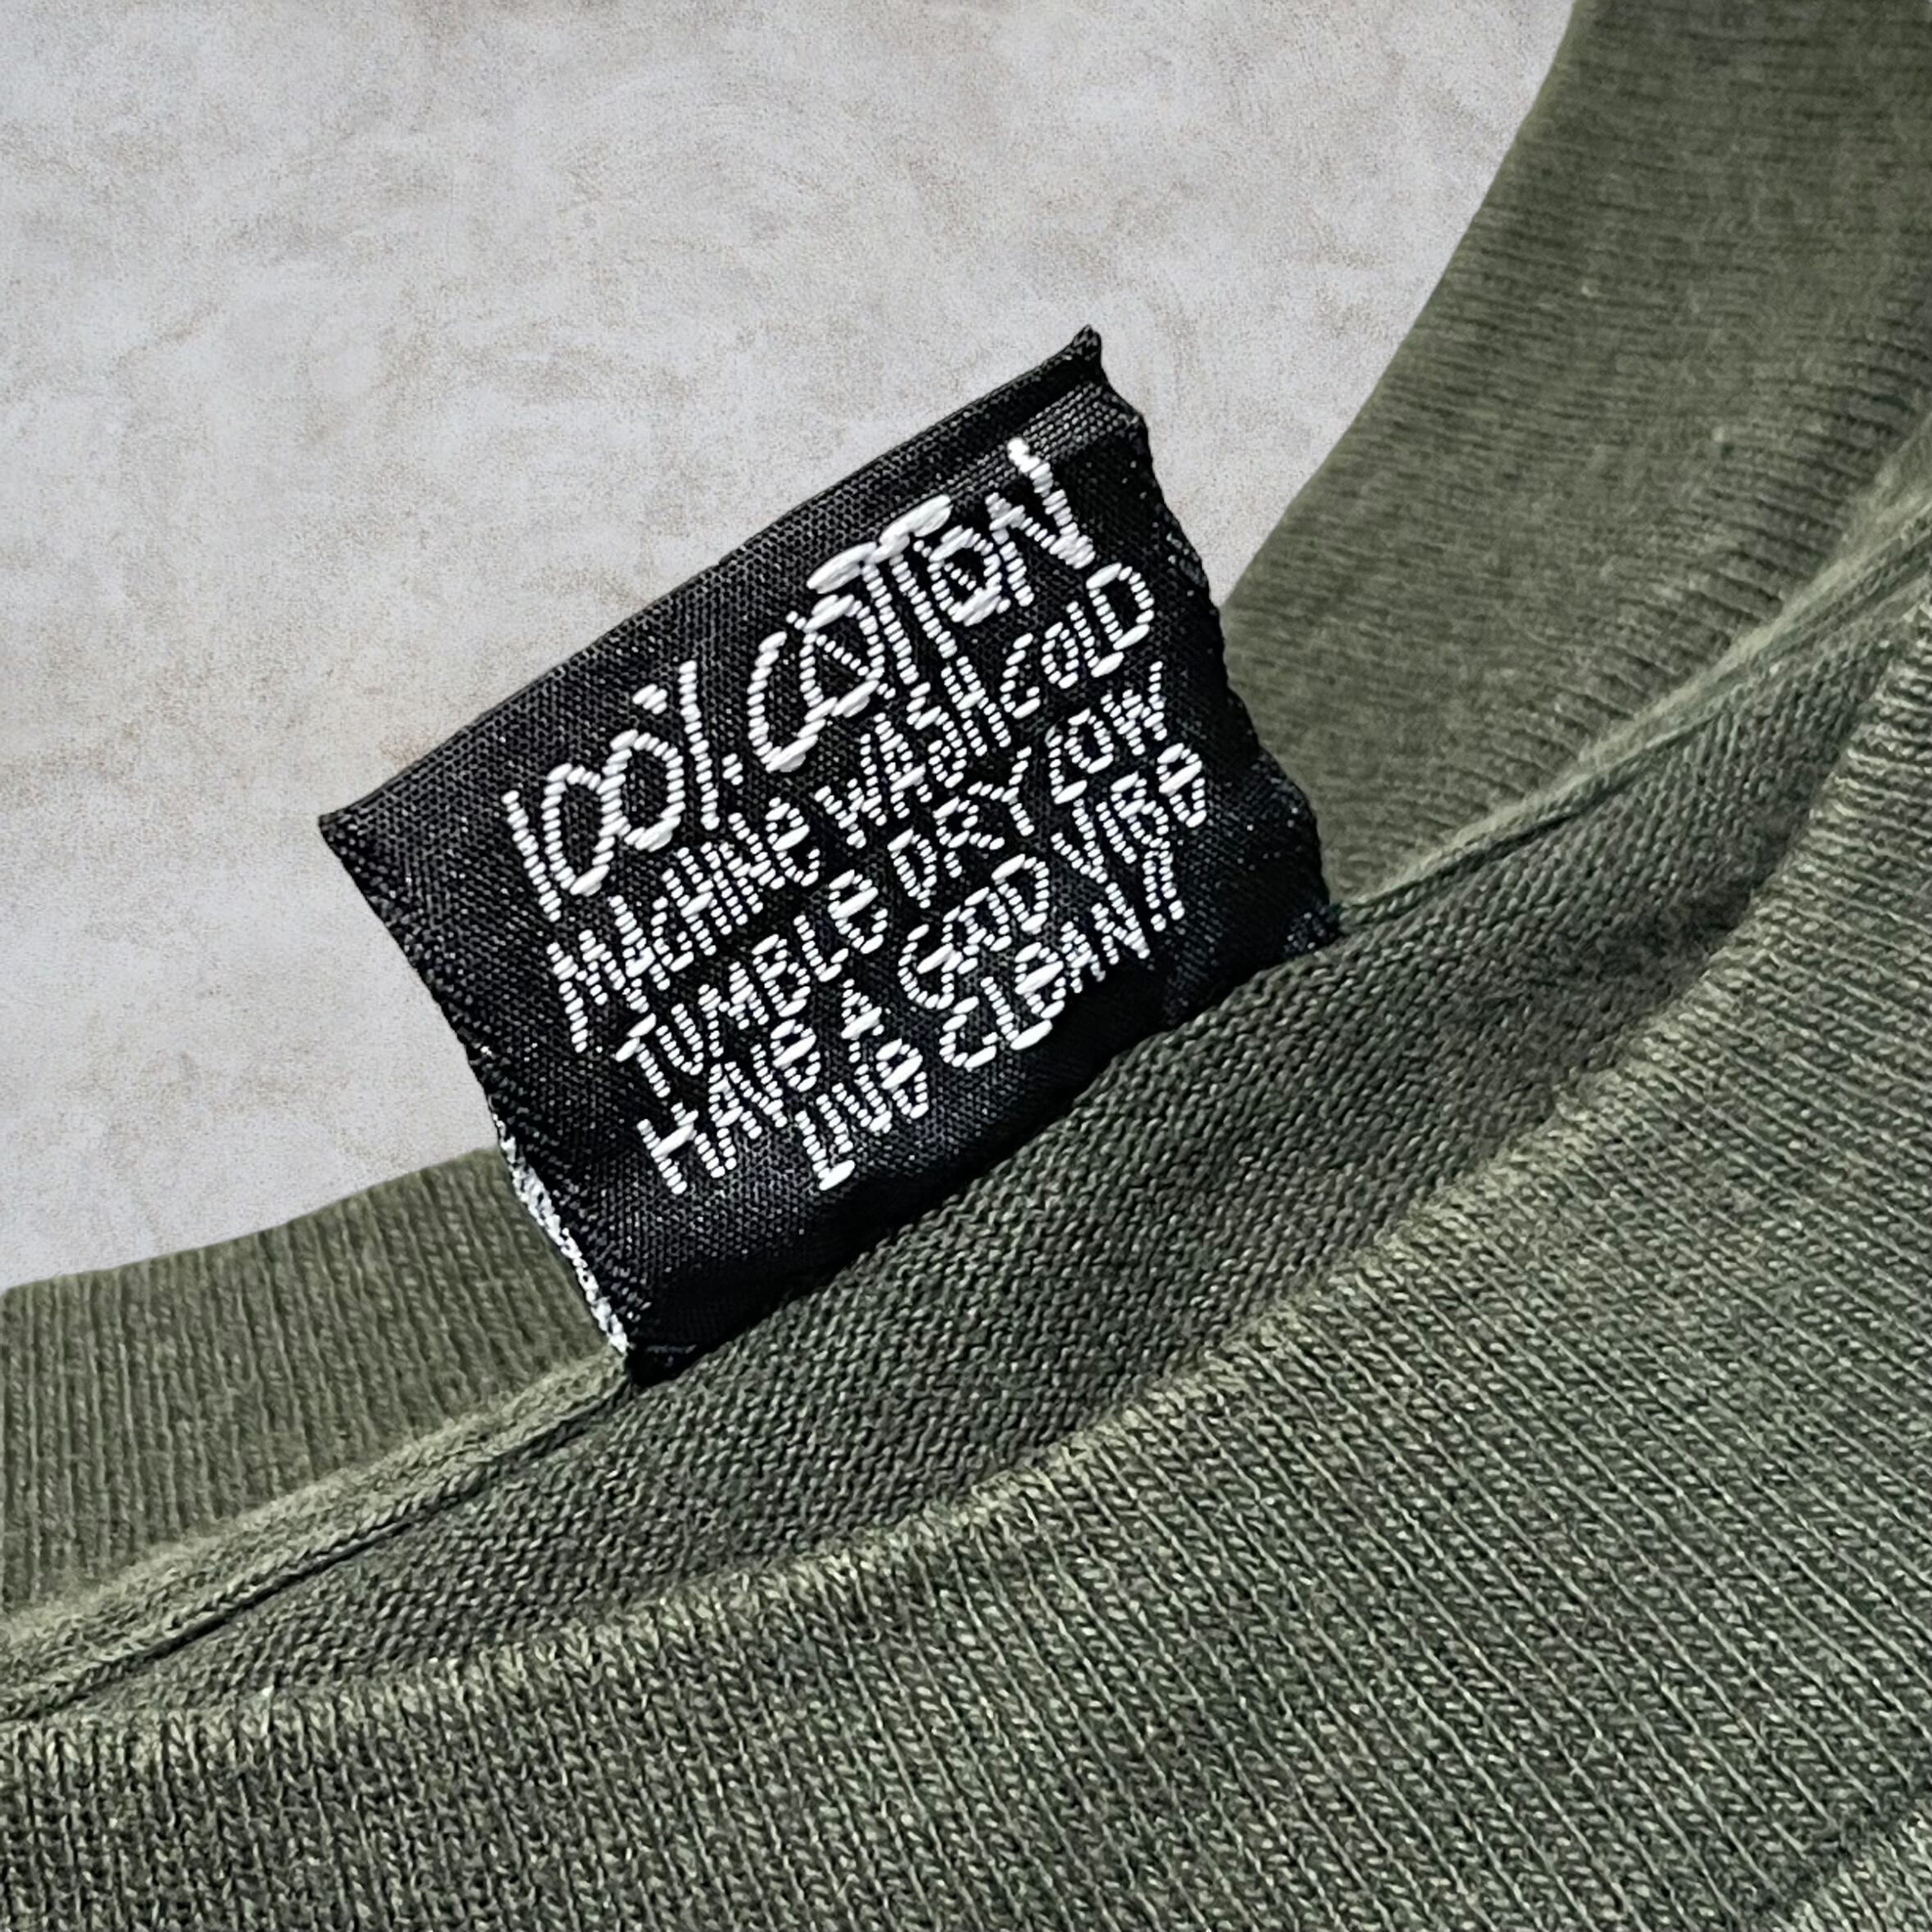 100% COTTON
MACHINE WASH COLD
TUMBLE DRY LOW
HAVE A GOOD VIBE
LIVE CLEAN!!